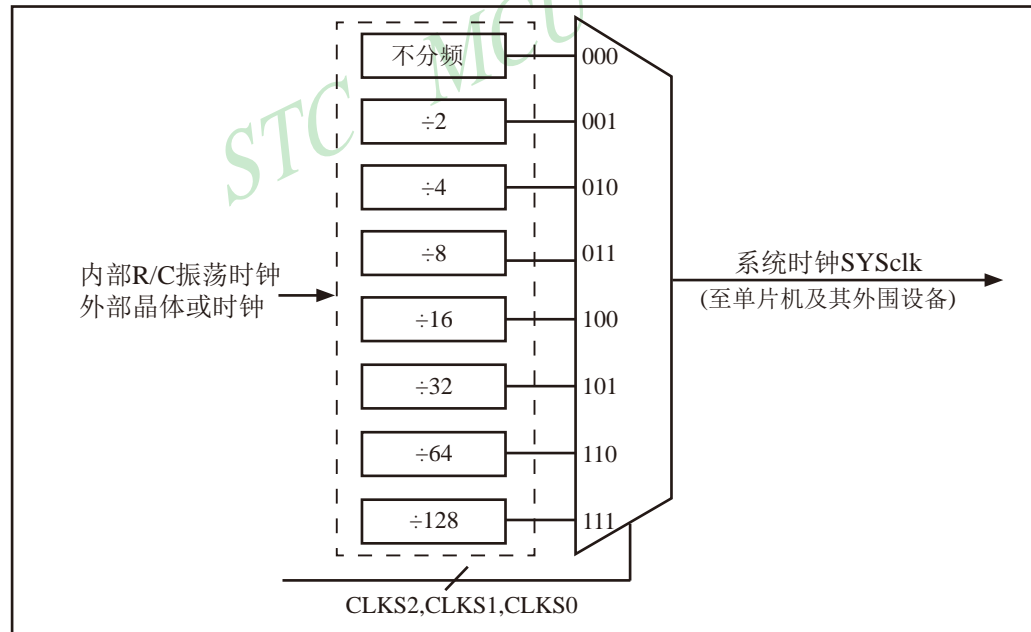 STC MCU
不分频
000
÷2
001
÷4
010
÷8
011
÷16
100
÷32
101
÷64
110
÷128
111
内部R/C振荡时钟
外部晶体或时钟
系统时钟SYSclk
(至单片机及其外围设备)
CLKS2,CLKS1,CLKS0